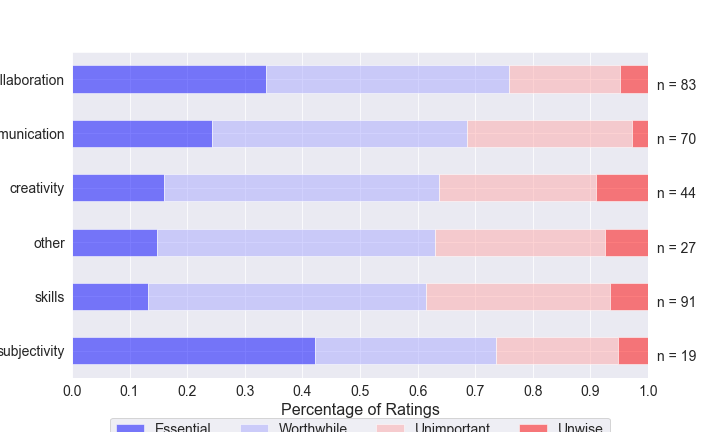 llaboration
n = 83
munication
n = 70
creativity
n = 44
other
n = 27
skills
n = 91
subjectivity
n = 19
0.0 0.1 0.2 0.3 0.4 0.5 0.6 0.7 0.8 0.9 1.0
Percentage of Ratings
Essential Worthwhile Unimportant Unwise